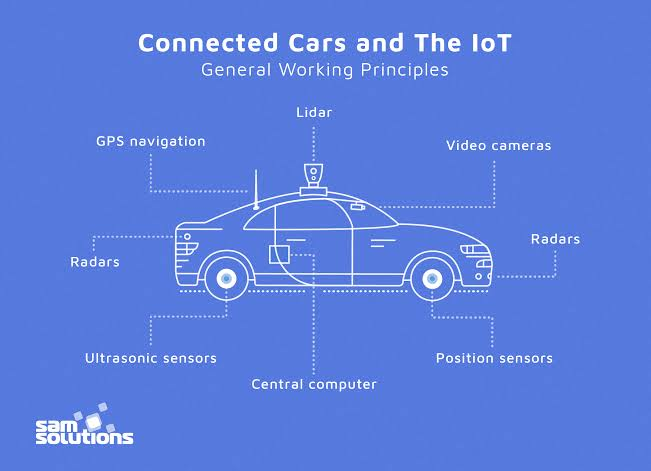 Connected Cars and The IoT
General Working Principles
Lidar
GPS navigation
Video cameras
Radars
Radars
Ultrasonic sensors
Position sensors
Central computer
sam
solutions